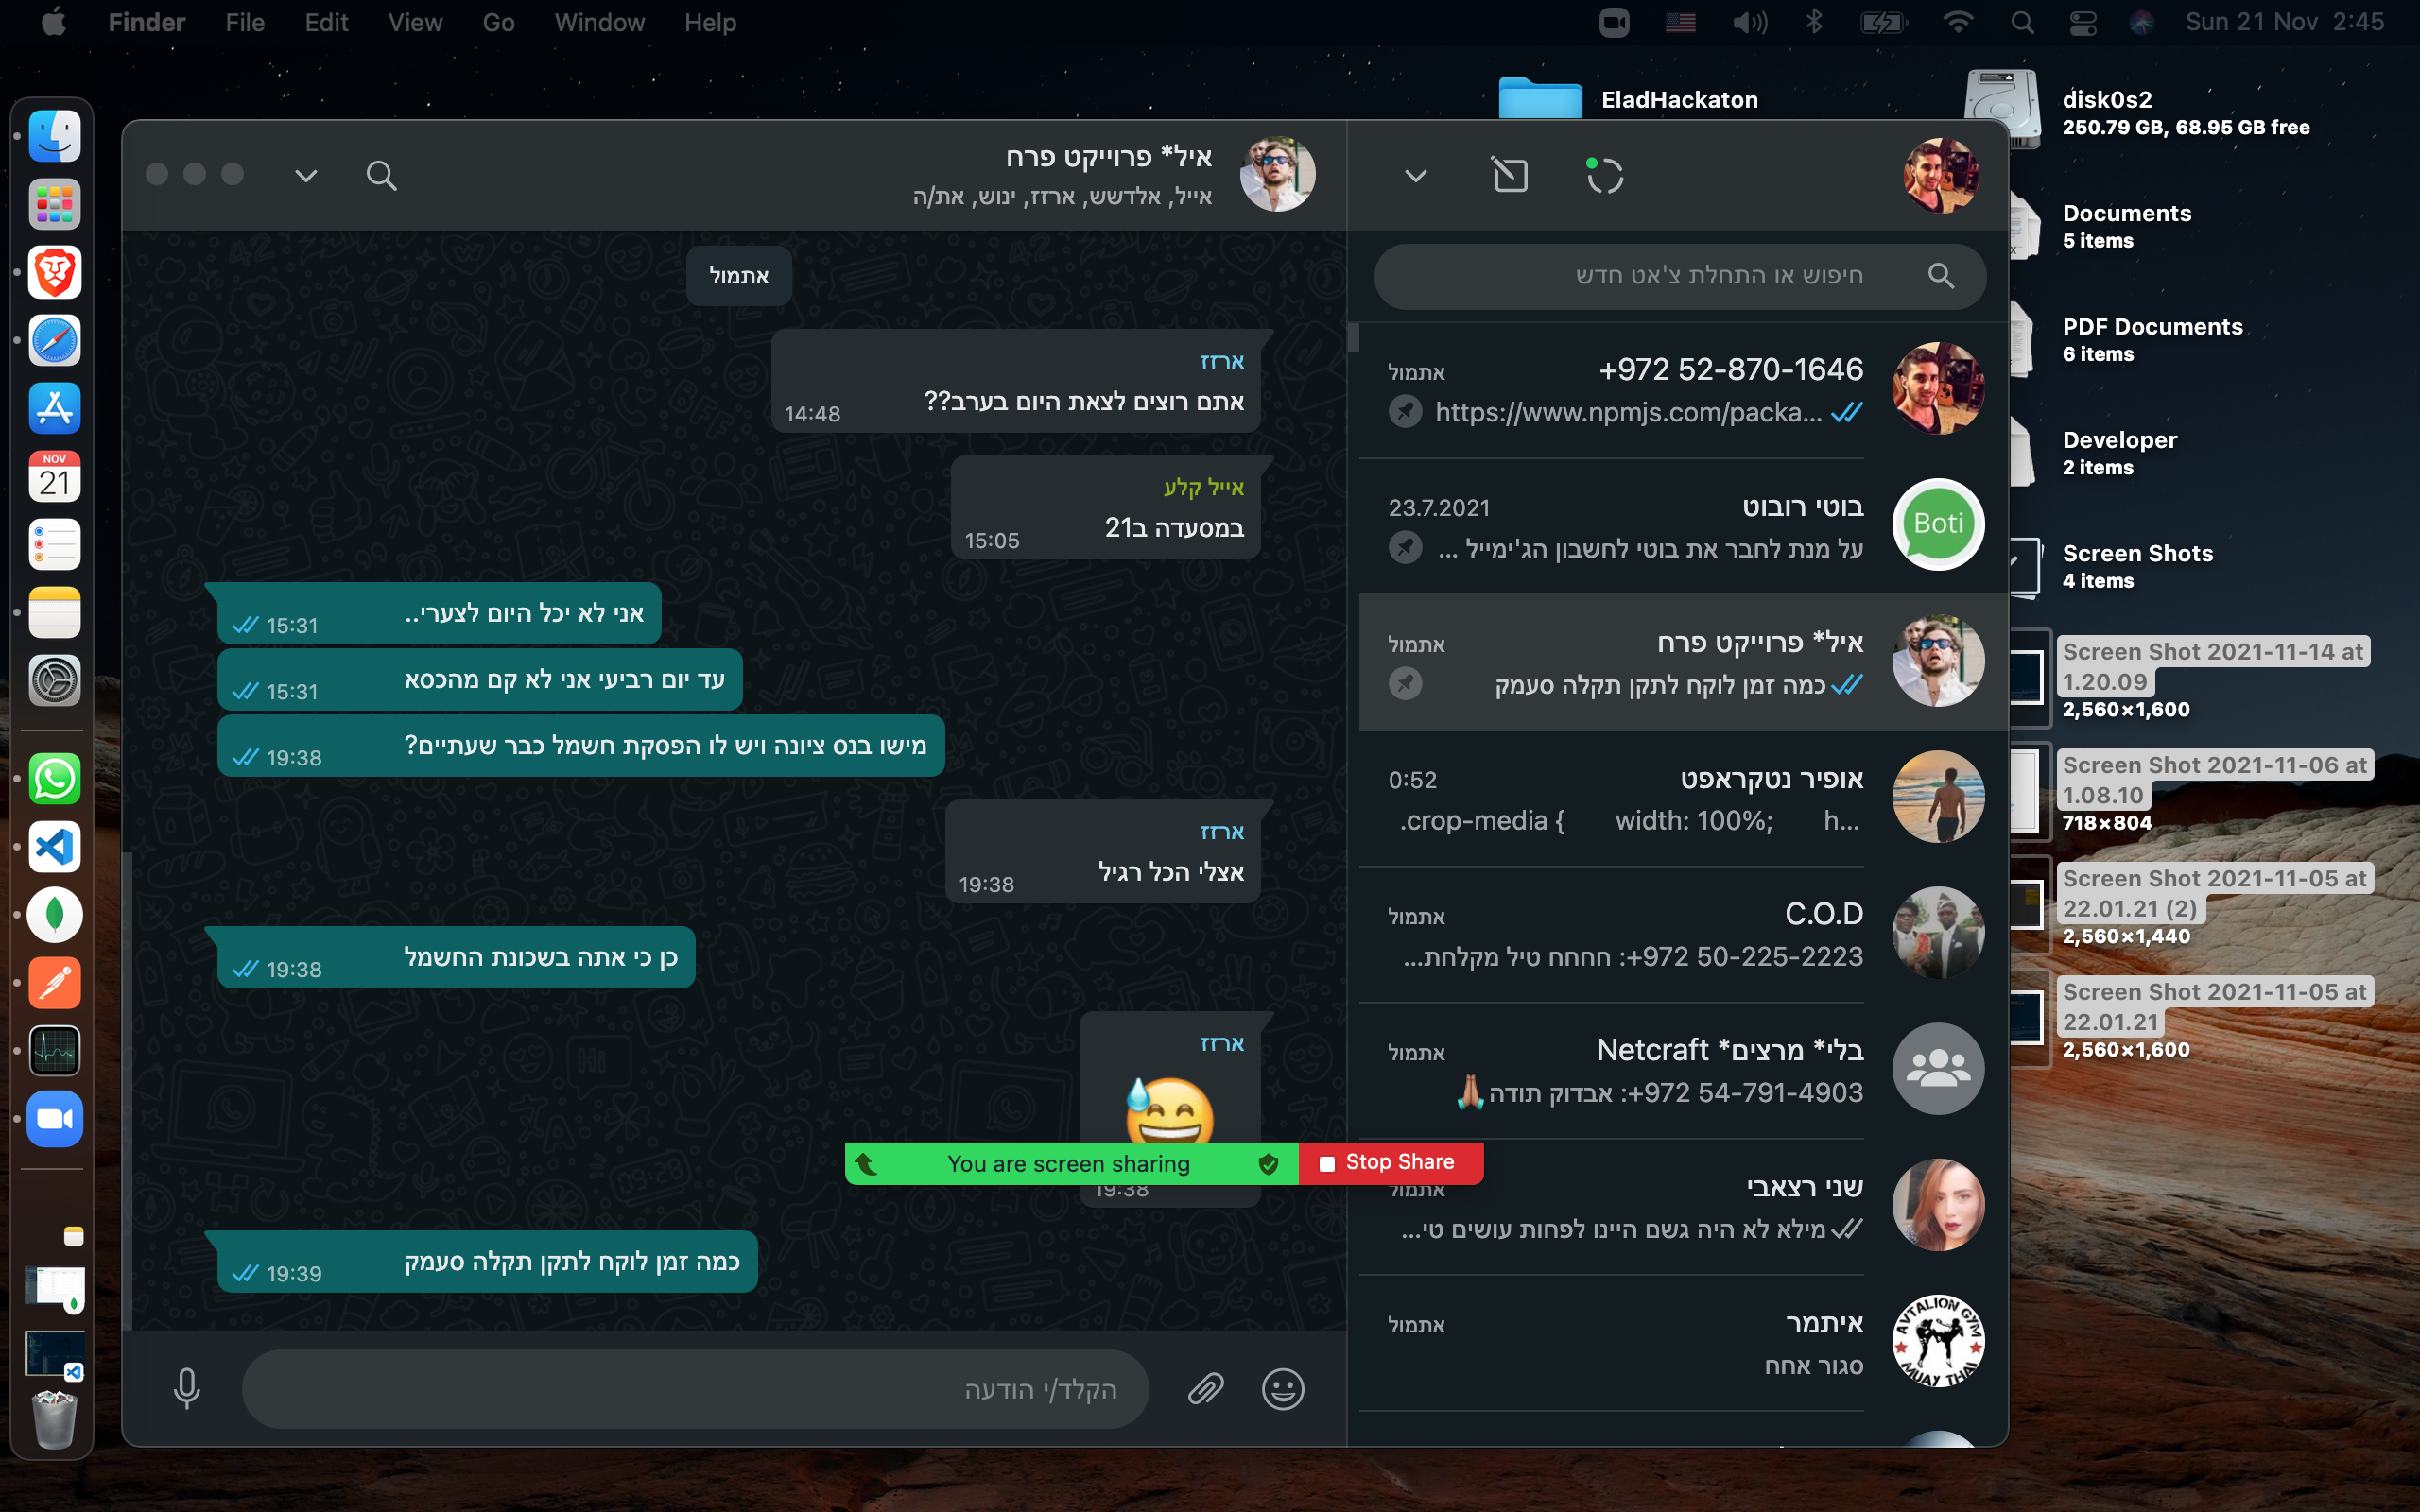 Finder File Edit View Go Window Help
Sun 21 Nov 2:45
EladHackaton
disk0s2
250.79 GB, 68.95 GB free
Documents
5 items
PDF Documents
6 items
Developer
2 items
Screen Shots
4 items
Screen Shot 2021-11-14 at
1.20.09
2,560×1,600
Screen Shot 2021-11-06 at
1.08.10
718×804
Screen Shot 2021-11-05 at
22.01.21 (2)
2,560×1,440
Screen Shot 2021-11-05 at
22.01.21
2,560×1,600
NOV
21
איל* פרוייקט פרח
אייל, אלדשש, ארזז, ינוש, את/ה
אתמול
ארזז
אתם רוצים לצאת היום בערב??
14:48
אייל קלע
במסעדה ב21
15:05
אני לא יכל היום לצערי..
15:31
עד יום רביעי אני לא קם מהכסא
15:31
מישו בנס ציונה ויש לו הפסקת חשמל כבר שעתיים?
19:38
ארזז
אצלי הכל רגיל
19:38
כן כי אתה בשכונת החשמל
19:38
ארזז
19:38
כמה זמן לוקח לתקן תקלה סעמק
19:39
הקלד/י הודעה
You are screen sharing
Stop Share
חיפוש או התחלת צ'אט חדש
+972 52-870-1646
אתמול
https://www.npmjs.com/packa...
Boti
בוטי רובוט
23.7.2021
על מנת לחבר את בוטי לחשבון הג'ימייל ...
איל* פרוייקט פרח
אתמול
כמה זמן לוקח לתקן תקלה סעמק
אופיר נטקראפט
0:52
.crop-media { width: 100%; h...
C.O.D
אתמול
+972 50-225-2223: חחחח טיל מקלחת...
בלי* מרצים* Netcraft
אתמול
+972 54-791-4903: אבדוק תודה🙏
שני רצאבי
אתמול
מילא לא היה גשם היינו לפחות עושים טי...
AVTALION GYM
MUAY THAI
איתמר
אתמול
סגור אחח